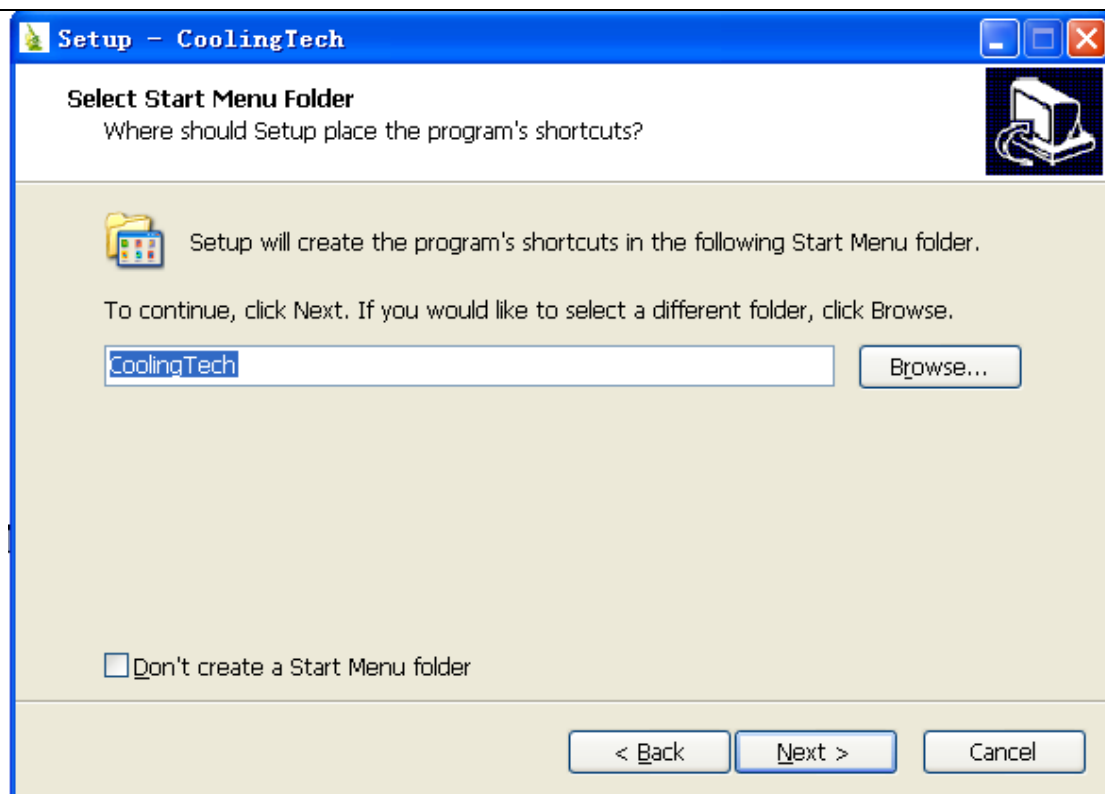 Setup - CoolingTech
Select Start Menu Folder
Where should Setup place the program's shortcuts?
Setup will create the program's shortcuts in the following Start Menu folder.
To continue, click Next. If you would like to select a different folder, click Browse.
CoolingTech
Browse...
Don't create a Start Menu folder
< Back
Next >
Cancel